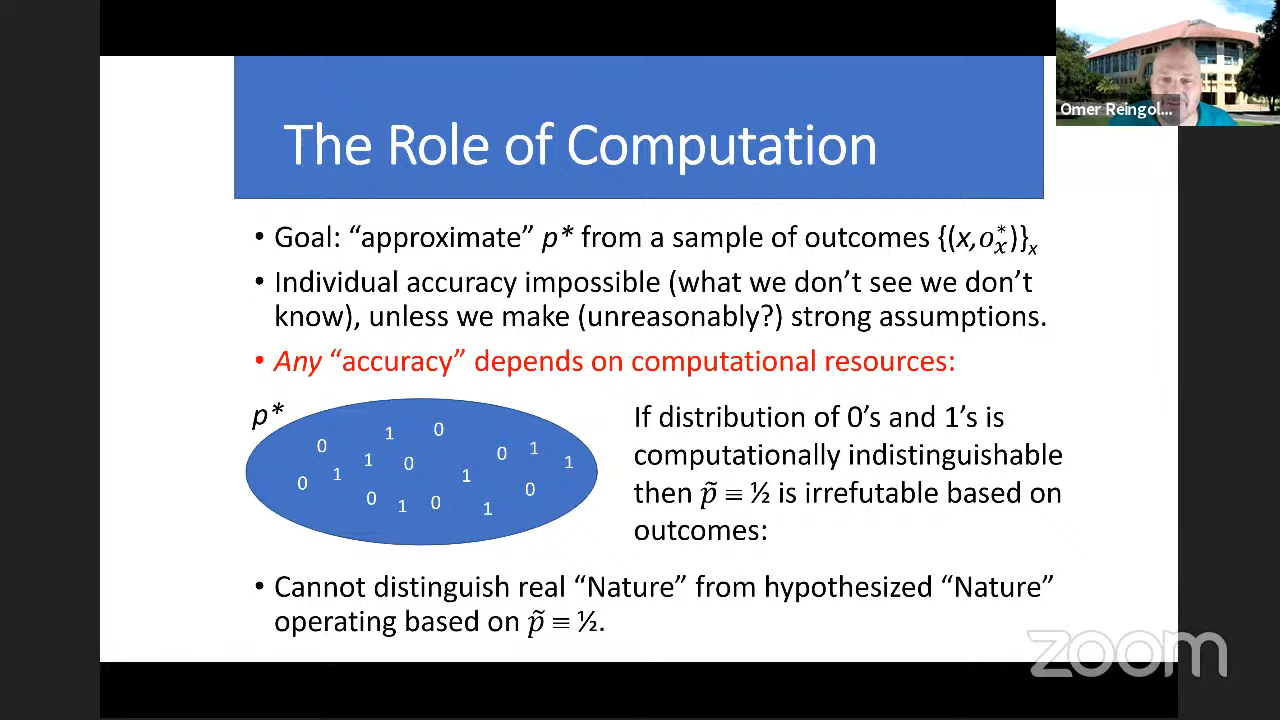 The Role of Computation
Omer Reingol...
• Goal: “approximate” p* from a sample of outcomes {(x,o*ₓ)}ₓ
• Individual accuracy impossible (what we don’t see we don’t
know), unless we make (unreasonably?) strong assumptions.
• Any “accuracy” depends on computational resources:
p*
0 1 0
1 0 0 1 1
0 1 1
0 1 0 1 0
If distribution of 0’s and 1’s is
computationally indistinguishable
then p̃ ≡ ½ is irrefutable based on
outcomes:
• Cannot distinguish real “Nature” from hypothesized “Nature”
operating based on p̃ ≡ ½.
zoom